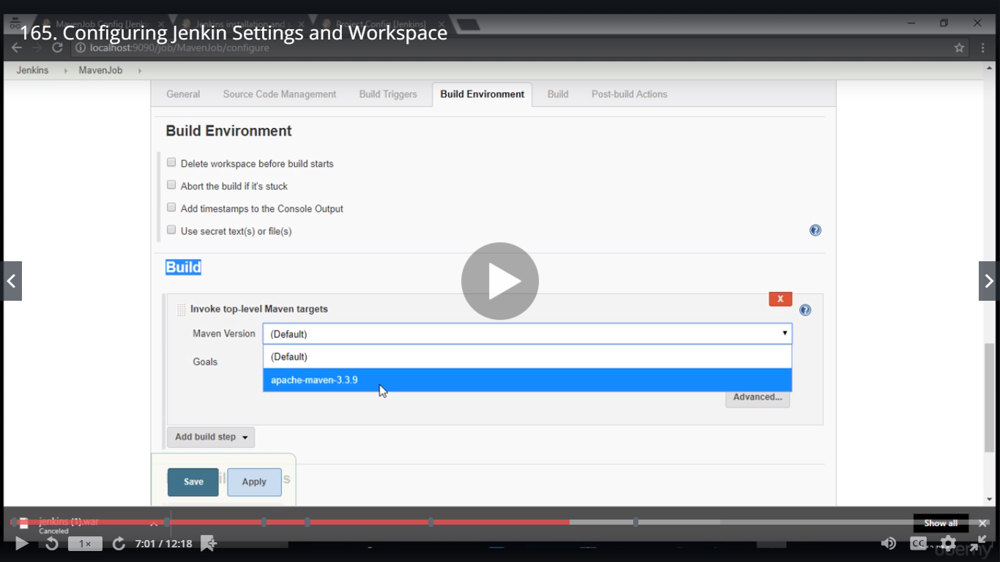 MavenJob Config [Jenk
Jenkins installation and
Project Config [Jenkins]
165. Configuring Jenkin Settings and Workspace
localhost:9090/job/MavenJob/configure
Jenkins
MavenJob
General
Source Code Management
Build Triggers
Build Environment
Build
Post-build Actions
Build Environment
Delete workspace before build starts
Abort the build if it's stuck
Add timestamps to the Console Output
Use secret text(s) or file(s)
Build
X
Invoke top-level Maven targets
Maven Version
(Default)
(Default)
Goals
apache-maven-3.3.9
Advanced...
Add build step
Save
Apply
jenkins (1).war
Canceled
Show all
1×
7:01 / 12:18
CC
udemy